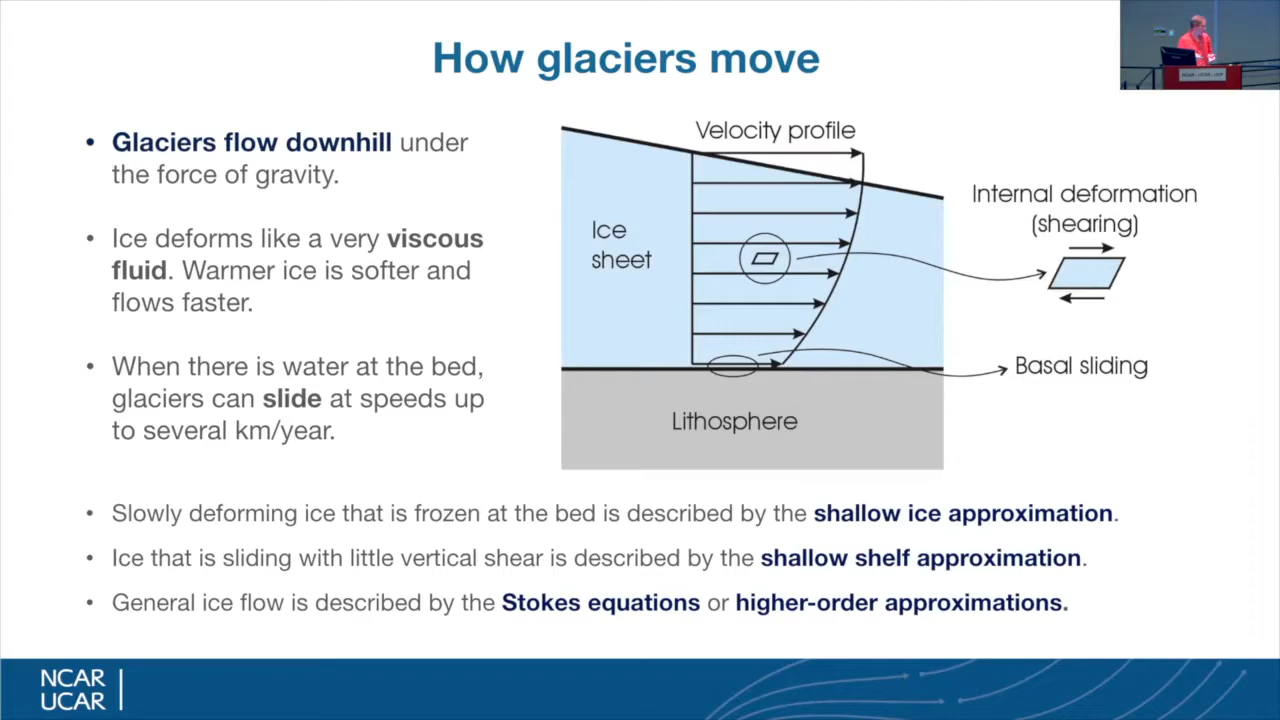 How glaciers move
• Glaciers flow downhill under
the force of gravity.
• Ice deforms like a very viscous
fluid. Warmer ice is softer and
flows faster.
• When there is water at the bed,
glaciers can slide at speeds up
to several km/year.
Velocity profile
Ice
sheet
Internal deformation
(shearing)
Basal sliding
Lithosphere
• Slowly deforming ice that is frozen at the bed is described by the shallow ice approximation.
• Ice that is sliding with little vertical shear is described by the shallow shelf approximation.
• General ice flow is described by the Stokes equations or higher-order approximations.
NCAR
UCAR